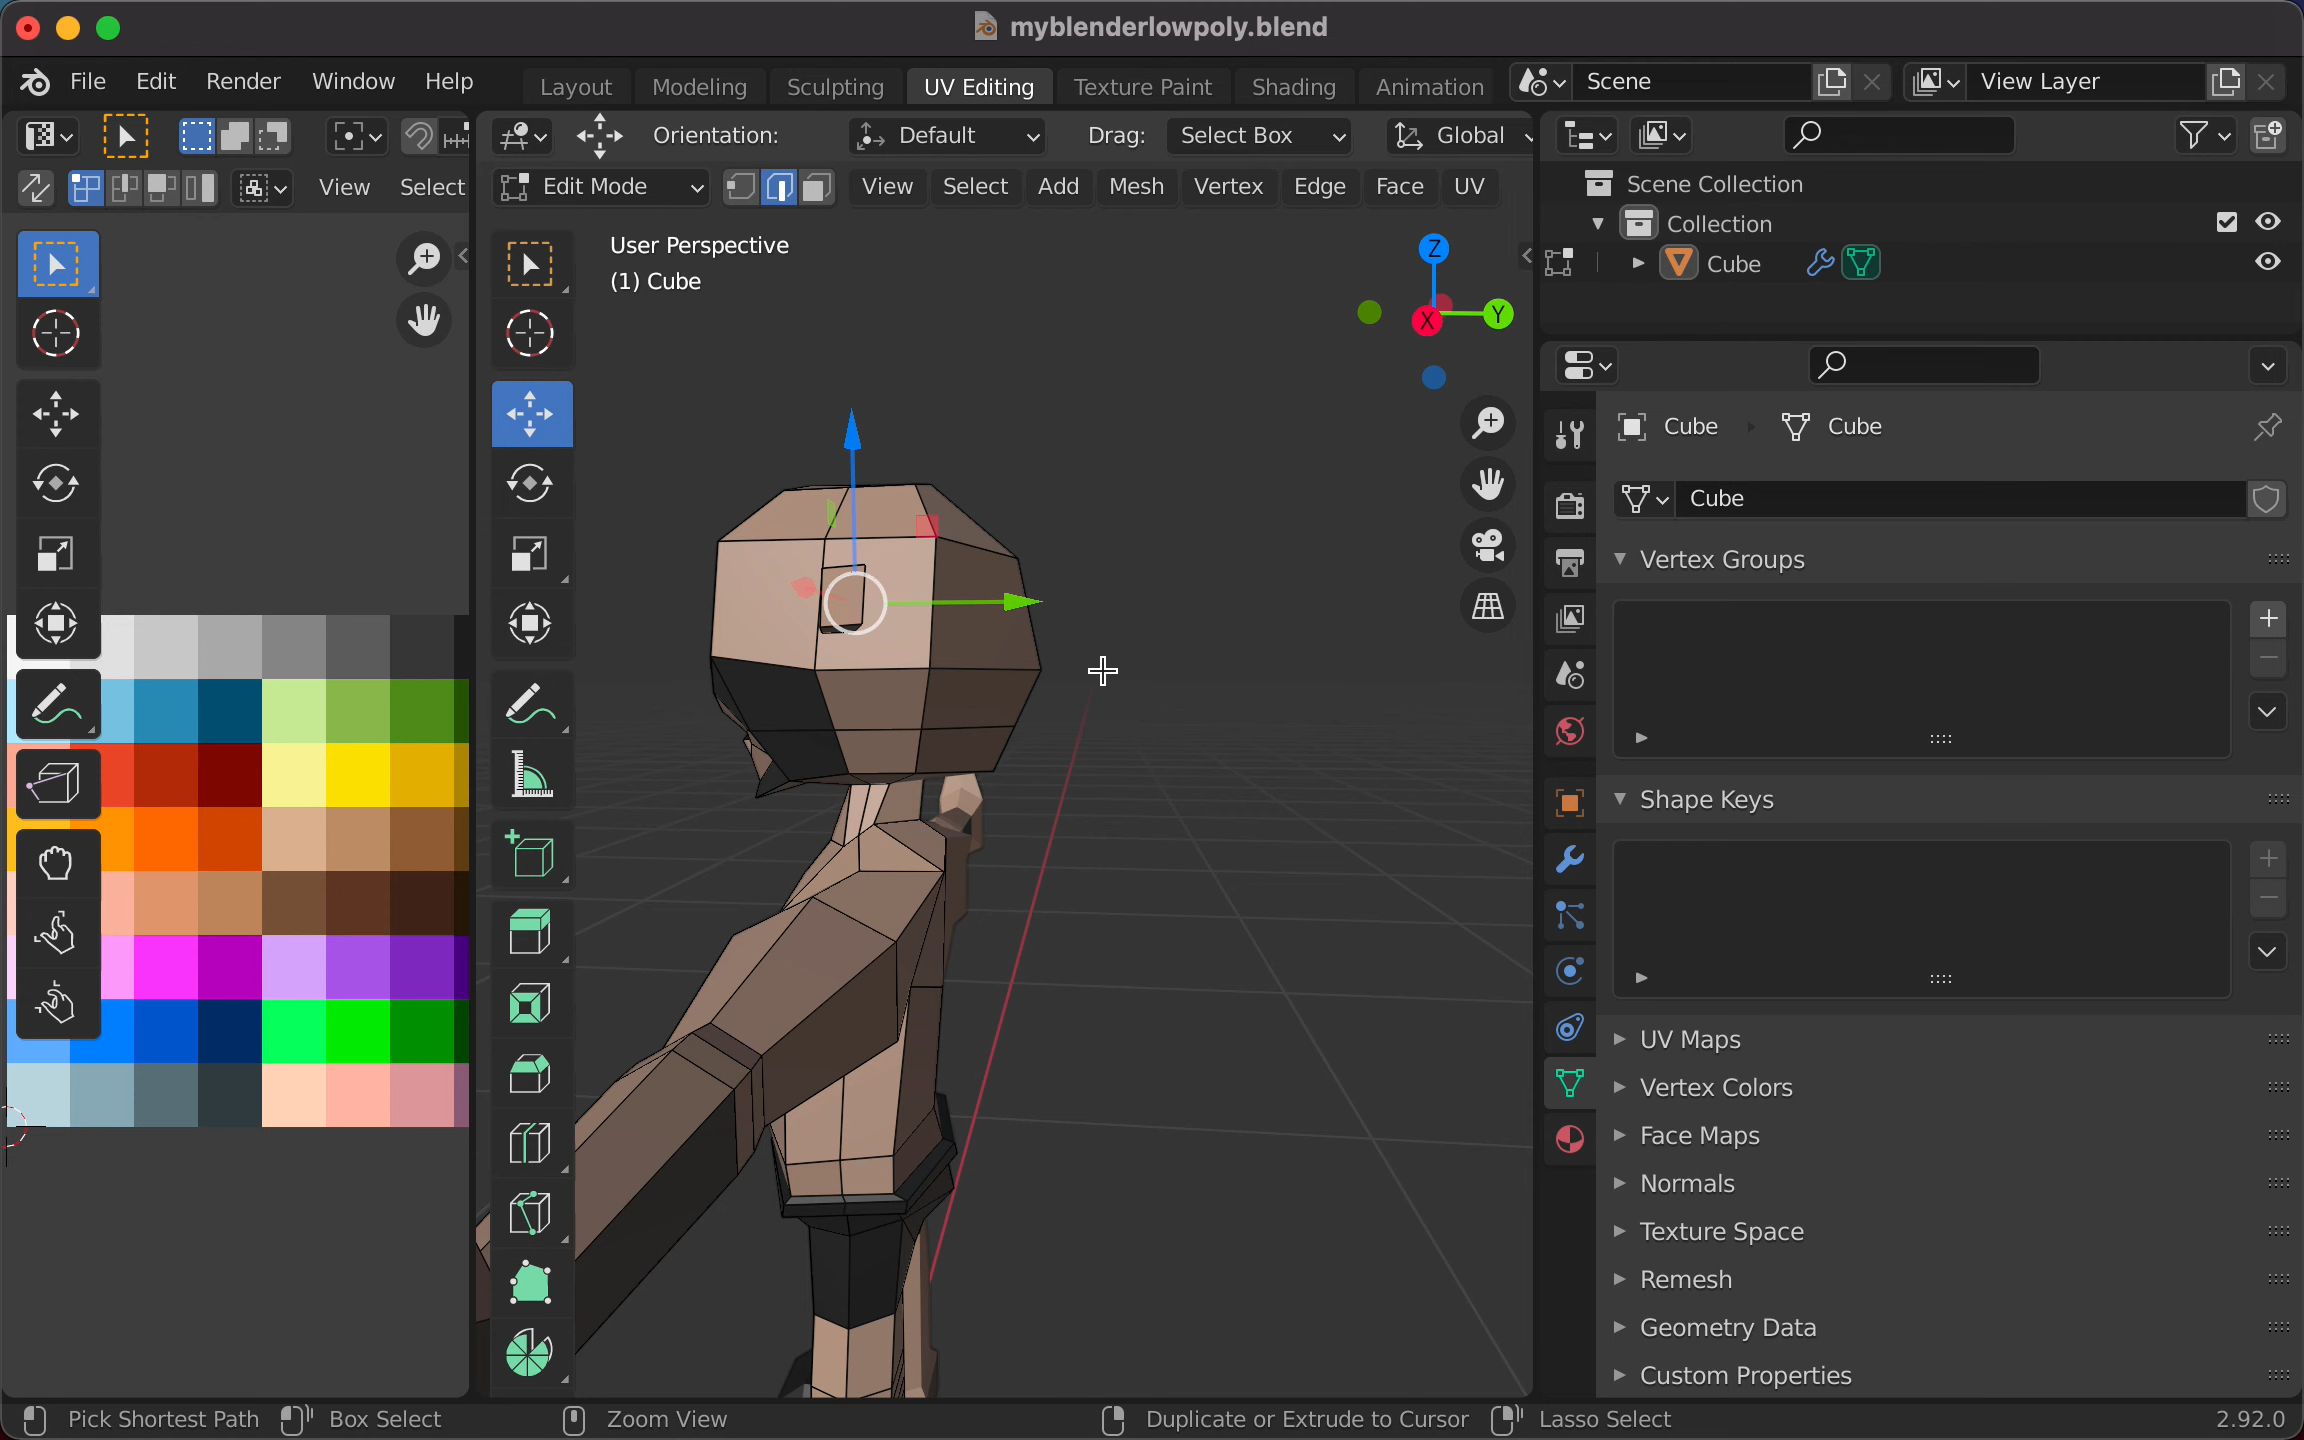 myblenderlowpoly.blend
File Edit Render Window Help
Layout Modeling Sculpting UV Editing Texture Paint Shading Animation
Scene
View Layer
Orientation: Default Drag: Select Box Global
View Select
Edit Mode View Select Add Mesh Vertex Edge Face UV
User Perspective
(1) Cube
Z
Y
X
Scene Collection
Collection
Cube
Cube Cube
Cube
Vertex Groups
Shape Keys
UV Maps
Vertex Colors
Face Maps
Normals
Texture Space
Remesh
Geometry Data
Custom Properties
Pick Shortest Path Box Select Zoom View Duplicate or Extrude to Cursor Lasso Select 2.92.0